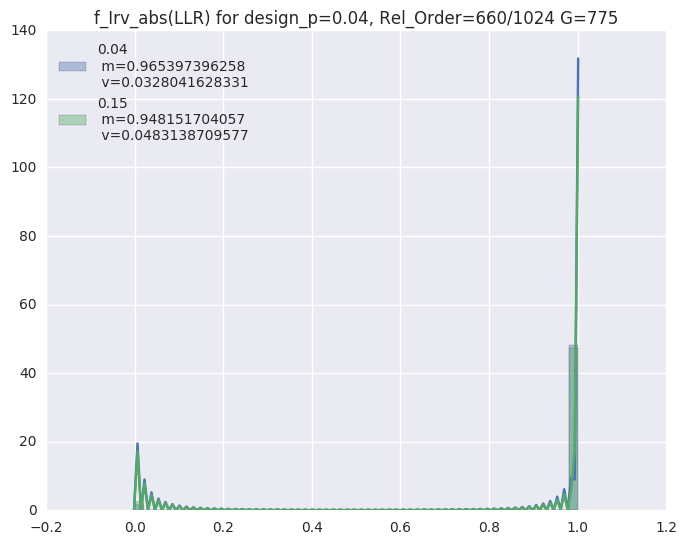 f_Irv_abs(LLR) for design_p=0.04, Rel_Order=660/1024 G=775
140
120
100
80
60
40
20
0
0.04
m=0.965397396258
v=0.0328041628331
0.15
m=0.948151704057
v=0.0483138709577
−0.2 0.0 0.2 0.4 0.6 0.8 1.0 1.2